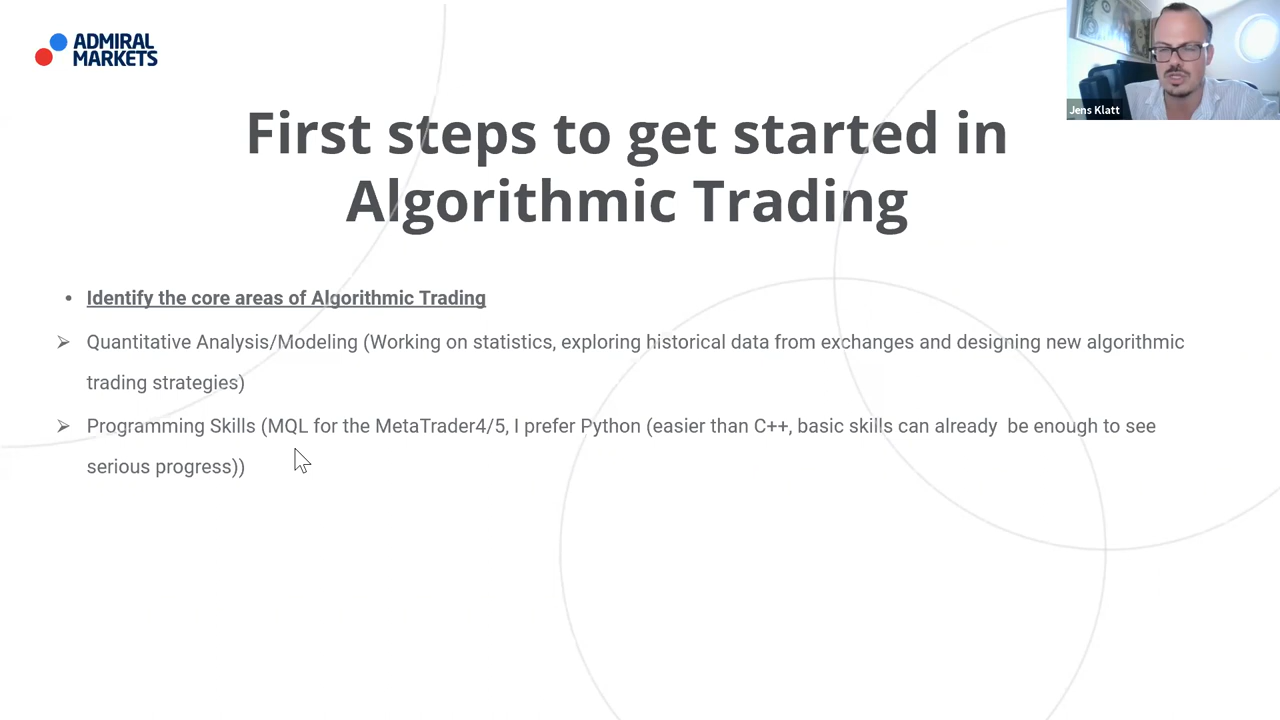 ADMIRAL
MARKETS
Jens Klatt
First steps to get started in
Algorithmic Trading
• Identify the core areas of Algorithmic Trading
➢ Quantitative Analysis/Modeling (Working on statistics, exploring historical data from exchanges and designing new algorithmic
trading strategies)
➢ Programming Skills (MQL for the MetaTrader4/5, I prefer Python (easier than C++, basic skills can already  be enough to see
serious progress))